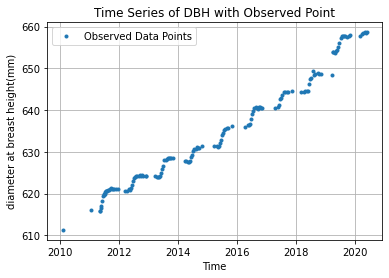 Time Series of DBH with Observed Point
Observed Data Points
diameter at breast height(mm)
660
650
640
630
620
610
2010 2012 2014 2016 2018 2020
Time